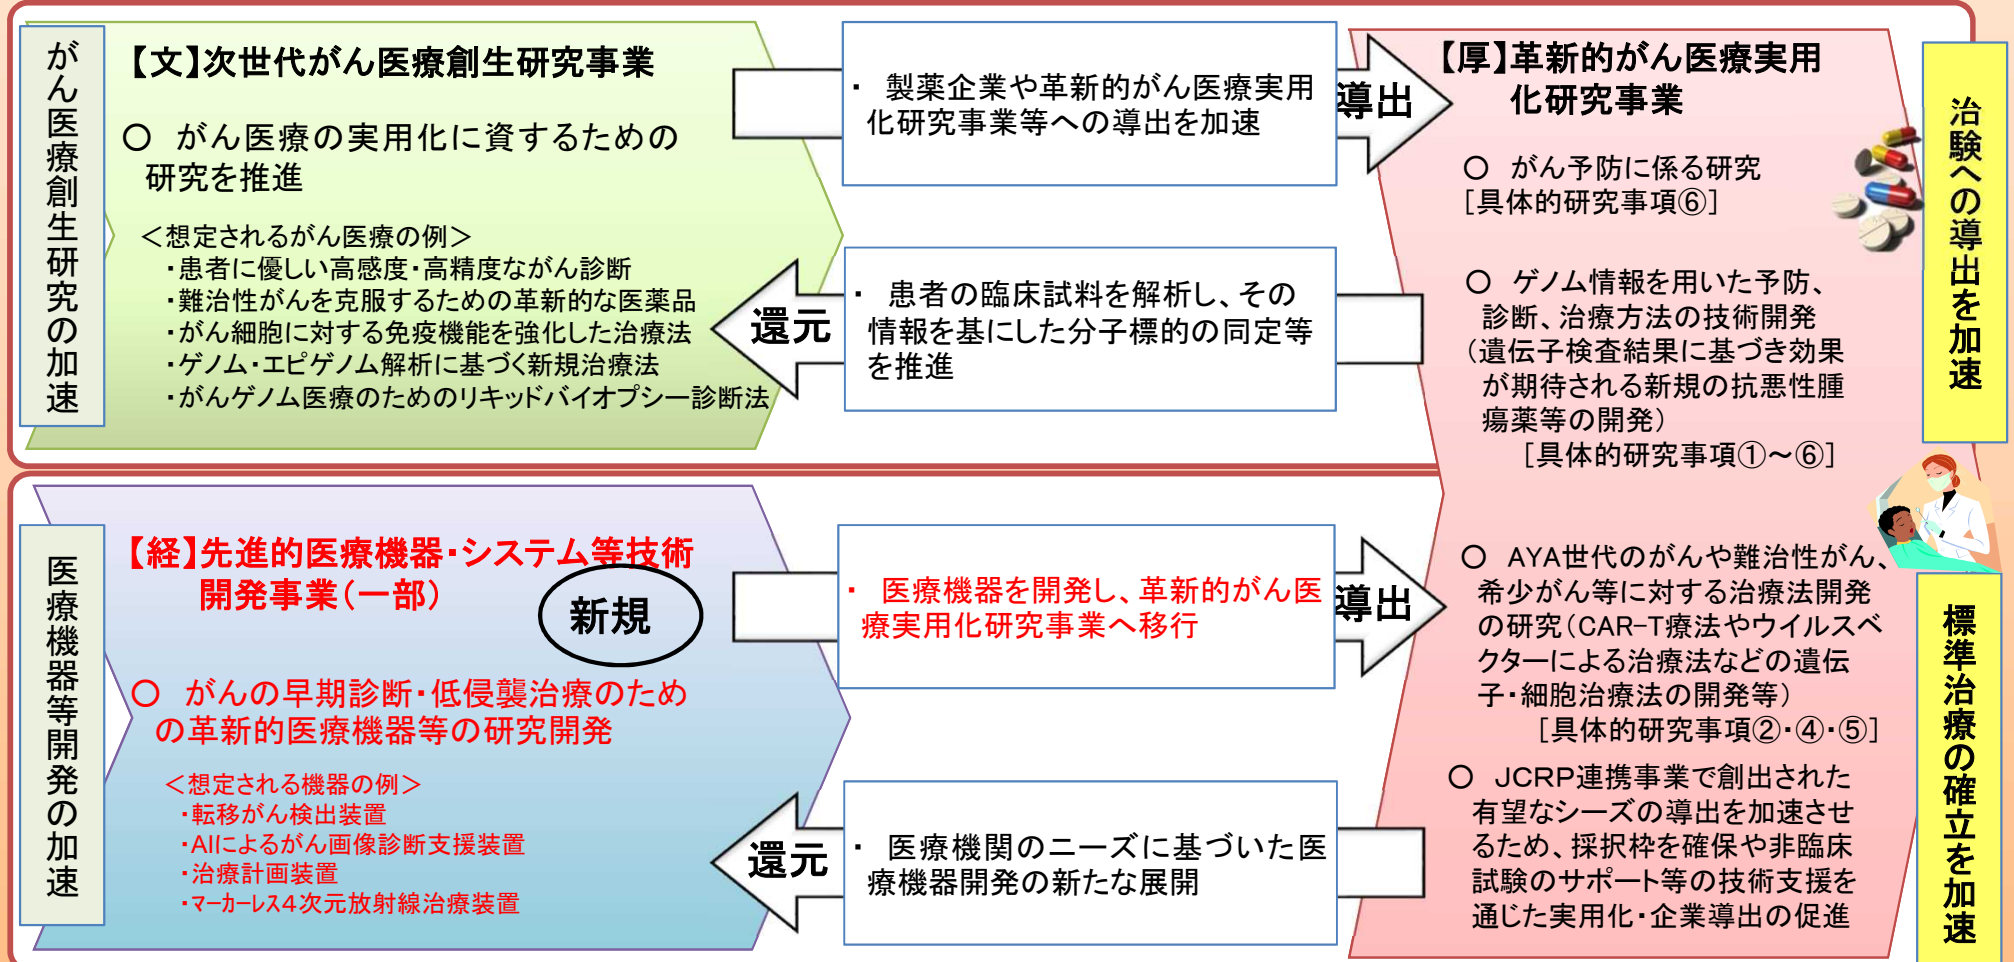 がん医療創生研究の加速
【文】次世代がん医療創生研究事業
○ がん医療の実用化に資するための
研究を推進
＜想定されるがん医療の例＞
・患者に優しい高感度・高精度ながん診断
・難治性がんを克服するための革新的な医薬品
・がん細胞に対する免疫機能を強化した治療法
・ゲノム・エピゲノム解析に基づく新規治療法
・がんゲノム医療のためのリキッドバイオプシー診断法
・ 製薬企業や革新的がん医療実用
化研究事業等への導出を加速
導出
・ 患者の臨床試料を解析し、その
情報を基にした分子標的の同定等
を推進
還元
医療機器等開発の加速
【経】先進的医療機器・システム等技術
開発事業（一部）
新規
○ がんの早期診断・低侵襲治療のため
の革新的医療機器等の研究開発
＜想定される機器の例＞
・転移がん検出装置
・AIによるがん画像診断支援装置
・治療計画装置
・マーカーレス４次元放射線治療装置
・ 医療機器を開発し、革新的がん医
療実用化研究事業へ移行
導出
・ 医療機関のニーズに基づいた医
療機器開発の新たな展開
還元
【厚】革新的がん医療実用
化研究事業
○ がん予防に係る研究
［具体的研究事項⑥］
○ ゲノム情報を用いた予防、
診断、治療方法の技術開発
（遺伝子検査結果に基づき効果
が期待される新規の抗悪性腫
瘍薬等の開発）
［具体的研究事項①～⑥］
○ AYA世代のがんや難治性がん、
希少がん等に対する治療法開発
の研究（CAR-T療法やウイルスベ
クターによる治療法などの遺伝
子・細胞治療法の開発等）
［具体的研究事項②・④・⑤］
○ JCRP連携事業で創出された
有望なシーズの導出を加速させ
るため、採択枠を確保や非臨床
試験のサポート等の技術支援を
通じた実用化・企業導出の促進
治験への導出を加速
標準治療の確立を加速